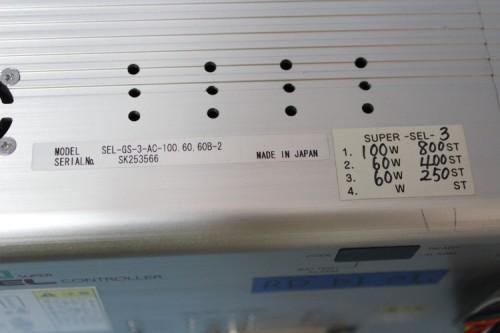 MODEL SEL-GS-3-AC-100.60.60B-2
SERIAL No. SK253566
MADE IN JAPAN
SUPER -SEL- 3
1. 100W 800ST
2. 60W 400ST
3. 60W 250ST
4. W ST
SUPER
CONTROLLER